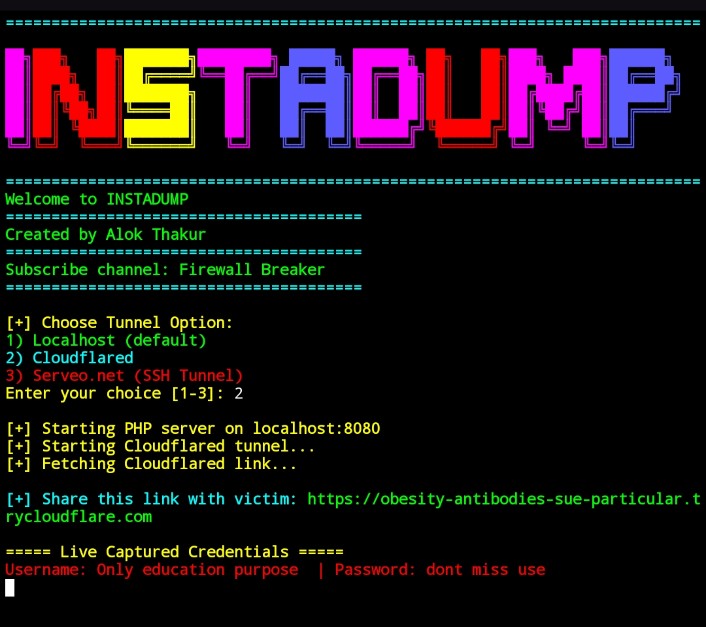 ======================================================================
INSTADUMP
======================================================================
Welcome to INSTADUMP
=======================================
Created by Alok Thakur
=======================================
Subscribe channel: Firewall Breaker
=======================================
[+] Choose Tunnel Option:
1) Localhost (default)
2) Cloudflared
3) Serveo.net (SSH Tunnel)
Enter your choice [1-3]: 2
[+] Starting PHP server on localhost:8080
[+] Starting Cloudflared tunnel...
[+] Fetching Cloudflared link...
[+] Share this link with victim: https://obesity-antibodies-sue-particular.t
rycloudflare.com
===== Live Captured Credentials =====
Username: Only education purpose  | Password: dont miss use